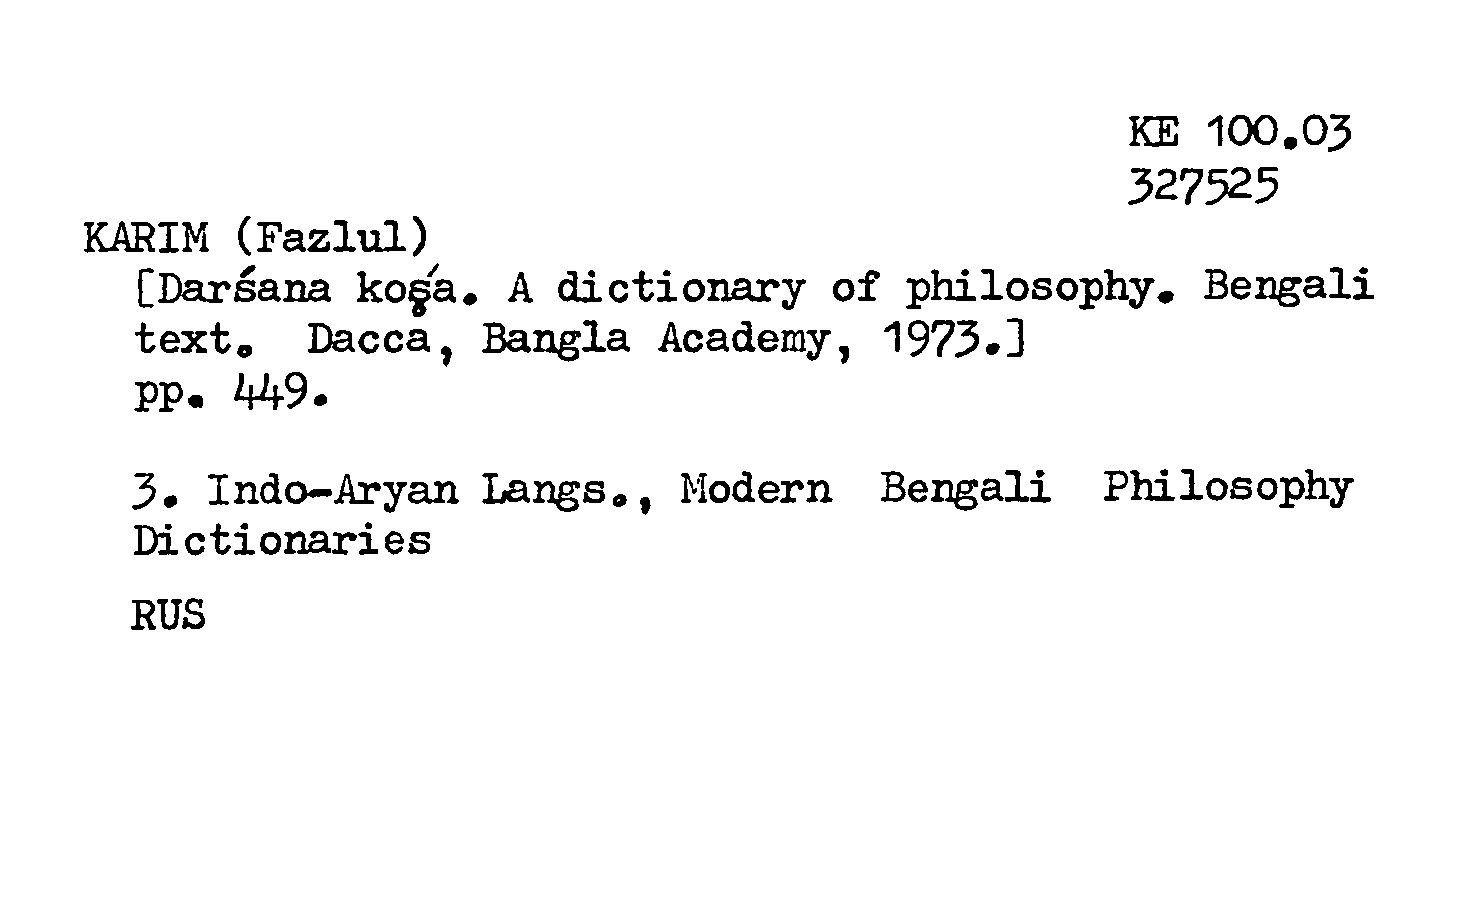 KE 100.03
327525
KARIM (Fazlul)
[Darśana kośa. A dictionary of philosophy. Bengali
text. Dacca, Bangla Academy, 1973.]
pp. 449.
3. Indo-Aryan Langs., Modern Bengali Philosophy
Dictionaries
RUS